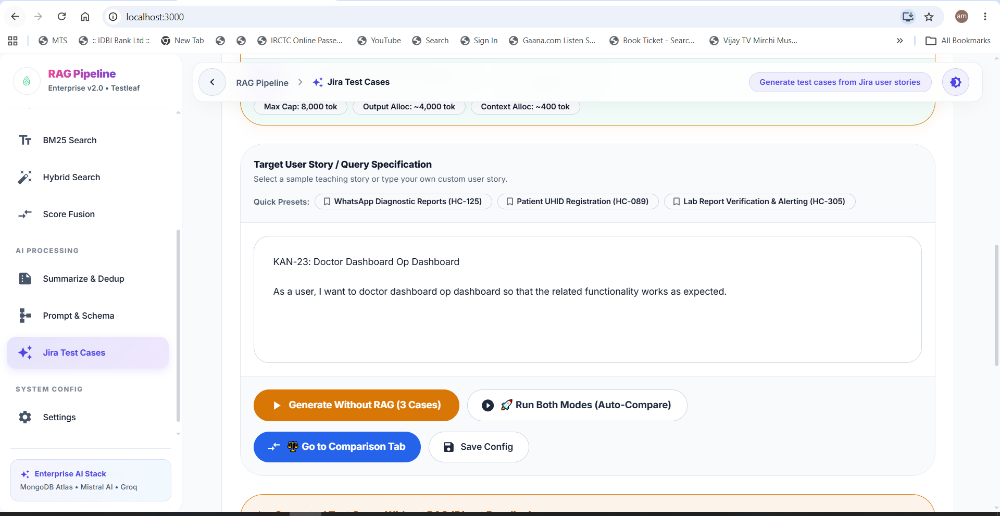 localhost:3000
am
MTS
:: IDBI Bank Ltd ::
New Tab
IRCTC Online Passe...
YouTube
Search
Sign In
Gaana.com Listen S...
Book Ticket - Searc...
Vijay TV Mirchi Mus...
»
All Bookmarks
RAG Pipeline
Enterprise v2.0 • Testleaf
BM25 Search
Hybrid Search
Score Fusion
AI PROCESSING
Summarize & Dedup
Prompt & Schema
Jira Test Cases
SYSTEM CONFIG
Settings
Enterprise AI Stack
MongoDB Atlas • Mistral AI • Groq
RAG Pipeline > Jira Test Cases
Generate test cases from Jira user stories
Max Cap: 8,000 tok
Output Alloc: ~4,000 tok
Context Alloc: ~400 tok
Target User Story / Query Specification
Select a sample teaching story or type your own custom user story.
Quick Presets:
WhatsApp Diagnostic Reports (HC-125)
Patient UHID Registration (HC-089)
Lab Report Verification & Alerting (HC-305)
KAN-23: Doctor Dashboard Op Dashboard
As a user, I want to doctor dashboard op dashboard so that the related functionality works as expected.
Generate Without RAG (3 Cases)
🚀 Run Both Modes (Auto-Compare)
⚖️ Go to Comparison Tab
Save Config